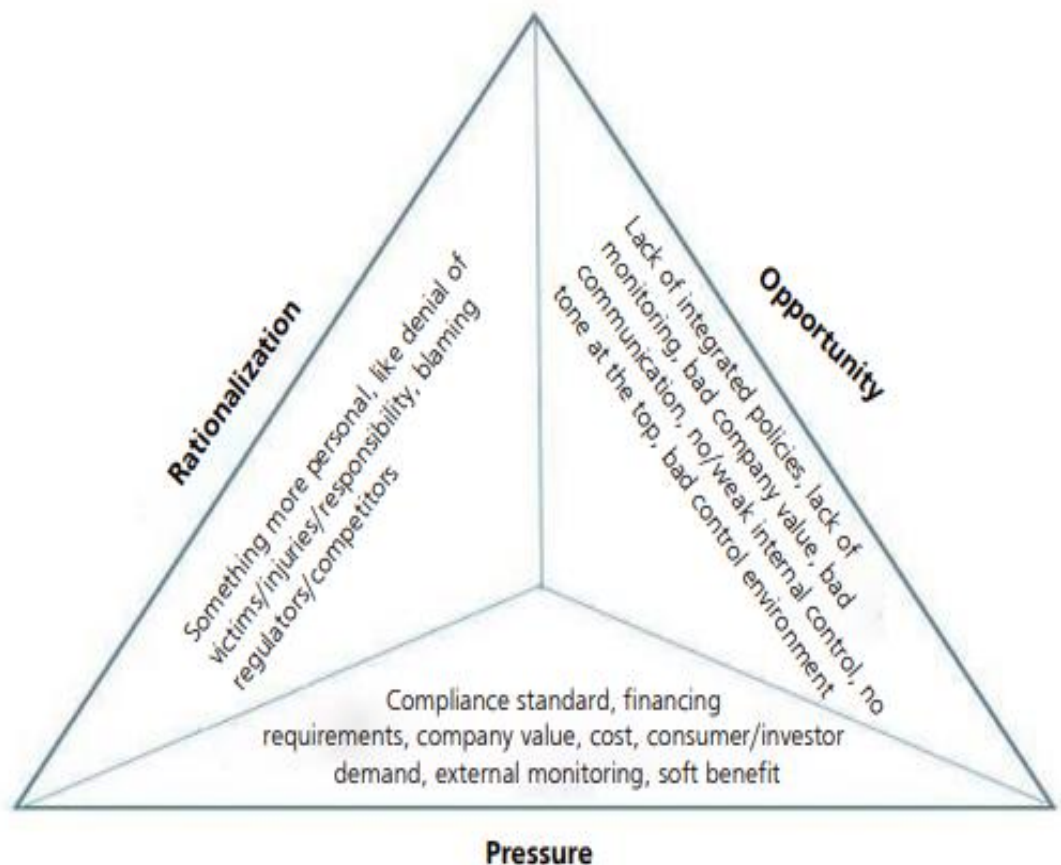 Rationalization
Something more personal, like denial of
victims/injuries/responsibility, blaming
regulators/competitors
Opportunity
Lack of integrated policies, lack of
monitoring, bad company value, bad
communication, no/weak internal control, no
tone at the top, bad control environment
Compliance standard, financing
requirements, company value, cost, consumer/investor
demand, external monitoring, soft benefit
Pressure